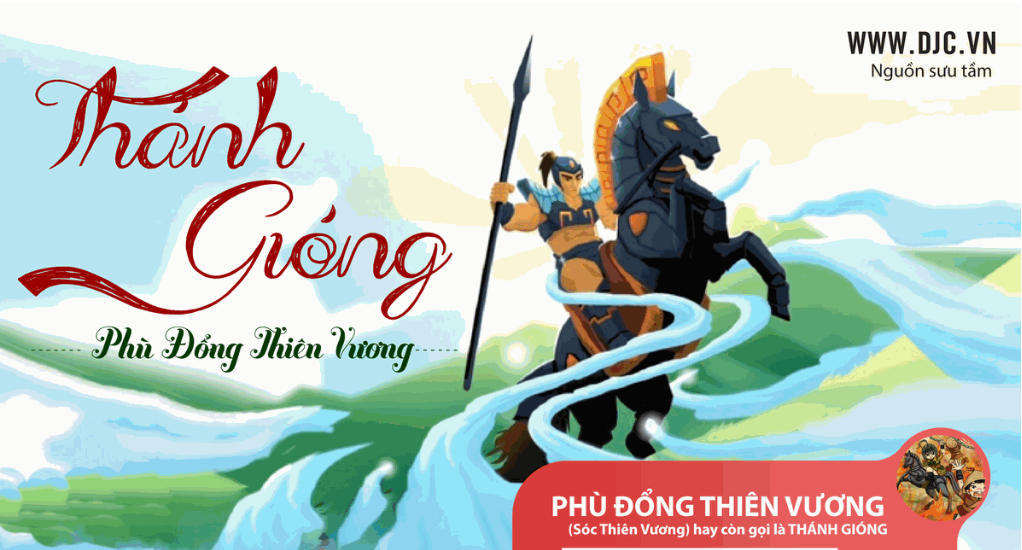 WWW.DJC.VN
Nguồn sưu tầm
Thánh
Gióng
Phù Đổng Thiên Vương
PHÙ ĐỔNG THIÊN VƯƠNG
(Sóc Thiên Vương) hay còn gọi là THÁNH GIÓNG